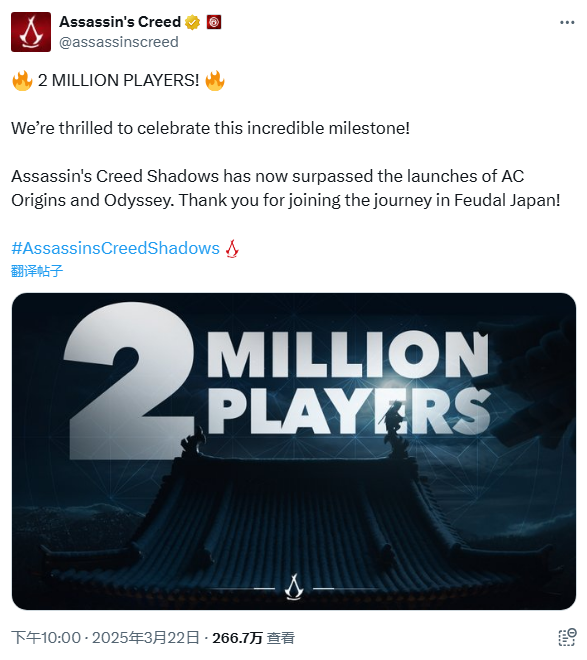 Assassin's Creed
@assassinscreed
🔥 2 MILLION PLAYERS! 🔥
We're thrilled to celebrate this incredible milestone!
Assassin's Creed Shadows has now surpassed the launches of AC
Origins and Odyssey. Thank you for joining the journey in Feudal Japan!
#AssassinsCreedShadows
翻译帖子
2 MILLION
PLAYERS
下午10:00 · 2025年3月22日 · 266.7万 查看